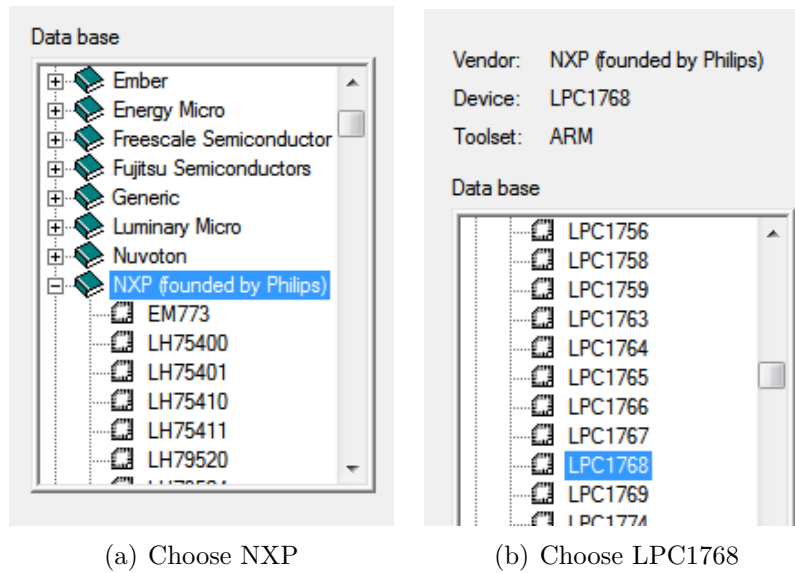 Data base
Ember
Energy Micro
Freescale Semiconductor
Fujitsu Semiconductors
Generic
Luminary Micro
Nuvoton
NXP (founded by Philips)
EM773
LH75400
LH75401
LH75410
LH75411
LH79520
(a) Choose NXP
Vendor: NXP (founded by Philips)
Device: LPC1768
Toolset: ARM
Data base
LPC1756
LPC1758
LPC1759
LPC1763
LPC1764
LPC1765
LPC1766
LPC1767
LPC1768
LPC1769
LPC1774
(b) Choose LPC1768